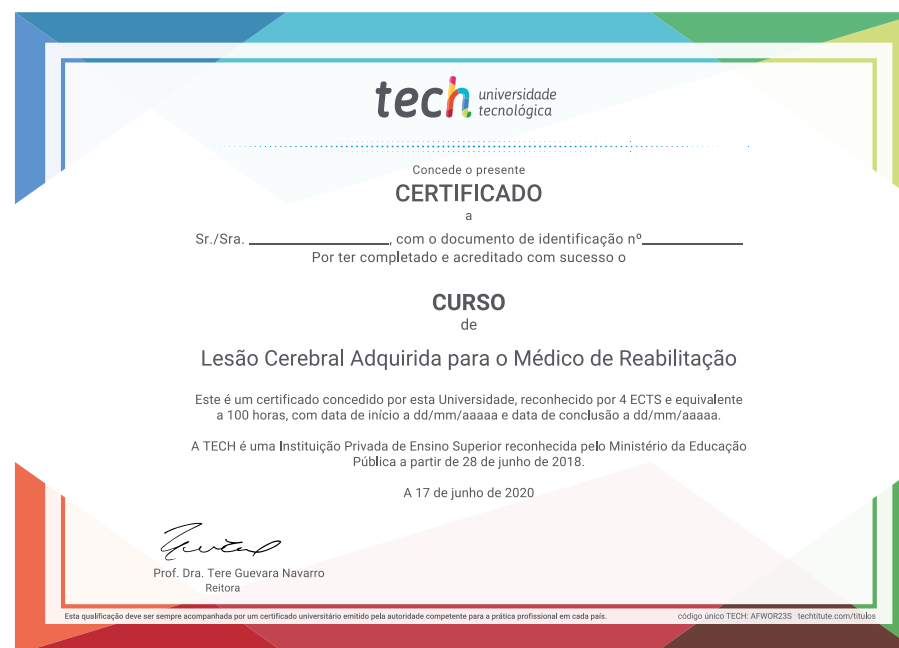 tech universidade
tecnológica
Concede o presente
CERTIFICADO
a
Sr./Sra. ________________, com o documento de identificação nº____________
Por ter completado e acreditado com sucesso o
CURSO
de
Lesão Cerebral Adquirida para o Médico de Reabilitação
Este é um certificado concedido por esta Universidade, reconhecido por 4 ECTS e equivalente
a 100 horas, com data de início a dd/mm/aaaaa e data de conclusão a dd/mm/aaaaa.
A TECH é uma Instituição Privada de Ensino Superior reconhecida pelo Ministério da Educação
Pública a partir de 28 de junho de 2018.
A 17 de junho de 2020
Prof. Dra. Tere Guevara Navarro
Reitora
Esta qualificação deve ser sempre acompanhada por um certificado universitário emitido pela autoridade competente para a prática profissional em cada país. código único TECH: AFWOR23S techtitute.com/titulos